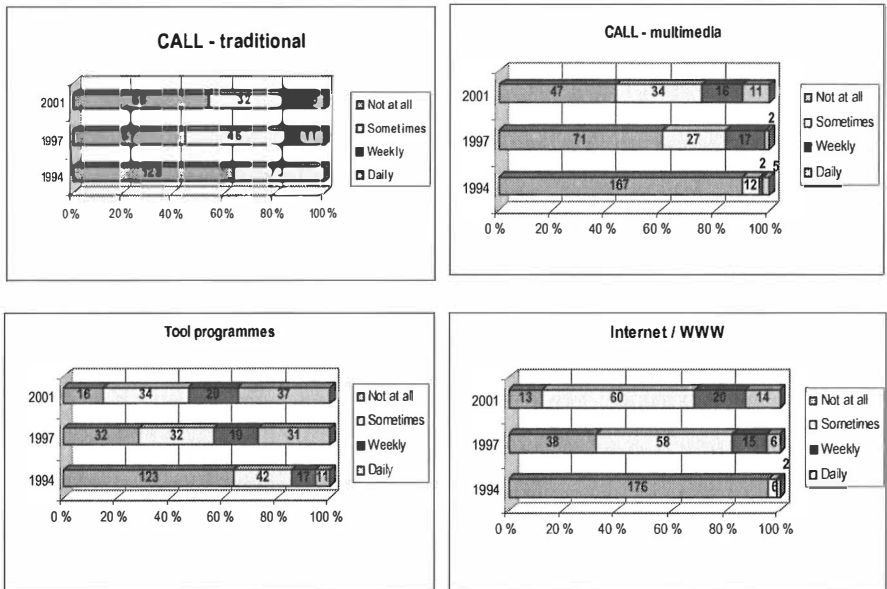 CALL - traditional
2001 32
1997 46
1994
0 % 20 % 40 % 60 % 80 % 100 %
Not at all
Sometimes
Weekly
Daily
CALL - multimedia
2001 47 34 16 11
1997 71 27 17 2
1994 167 12 2 5
0 % 20 % 40 % 60 % 80 % 100 %
Not at all
Sometimes
Weekly
Daily
Tool programmes
2001 16 34 20 37
1997 32 32 19 31
1994 123 42 17 11
0 % 20 % 40 % 60 % 80 % 100 %
Not at all
Sometimes
Weekly
Daily
Internet / WWW
2001 13 60 20 14
1997 38 58 15 6
1994 176 6 2
0 % 20 % 40 % 60 % 80 % 100 %
Not at all
Sometimes
Weekly
Daily